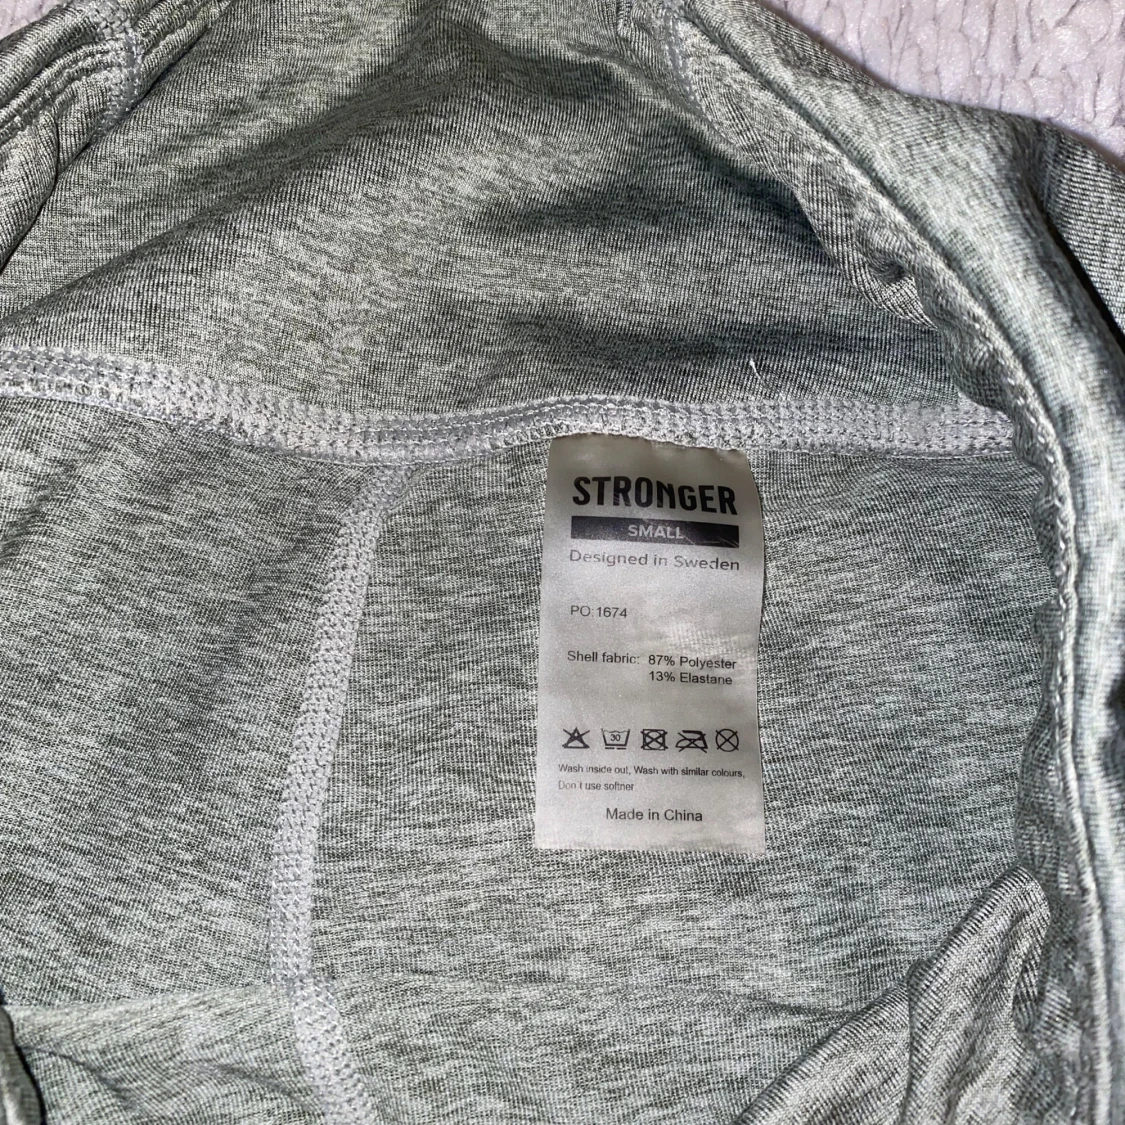 STRONGER
SMALL
Designed in Sweden
PO:1674
Shell fabric: 87% Polyester
13% Elastane
30
Wash inside out, Wash with similar colours,
Don t use softner
Made in China